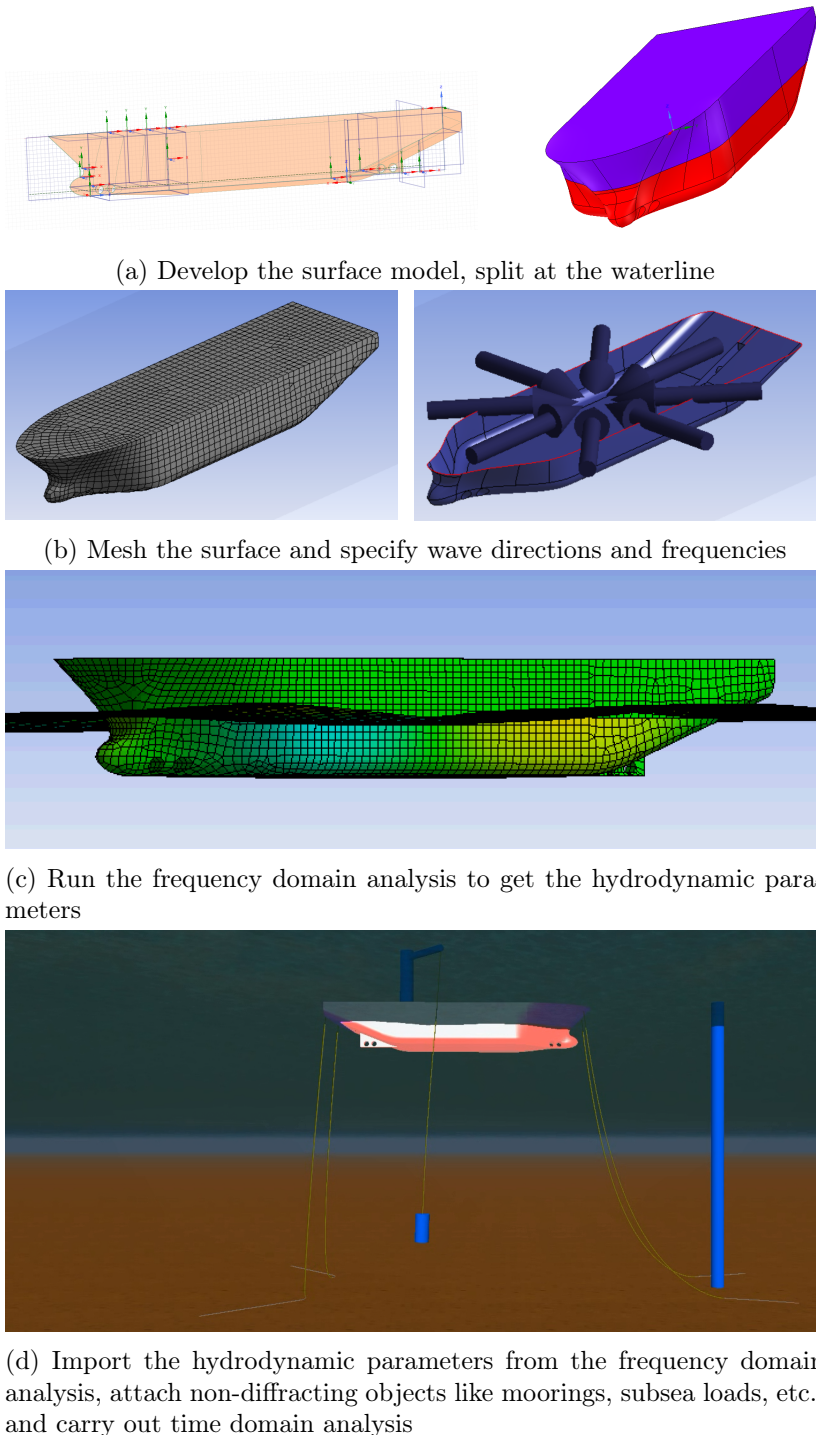 (a) Develop the surface model, split at the waterline
(b) Mesh the surface and specify wave directions and frequencies
(c) Run the frequency domain analysis to get the hydrodynamic para
meters
(d) Import the hydrodynamic parameters from the frequency domain
analysis, attach non-diffracting objects like moorings, subsea loads, etc.
and carry out time domain analysis